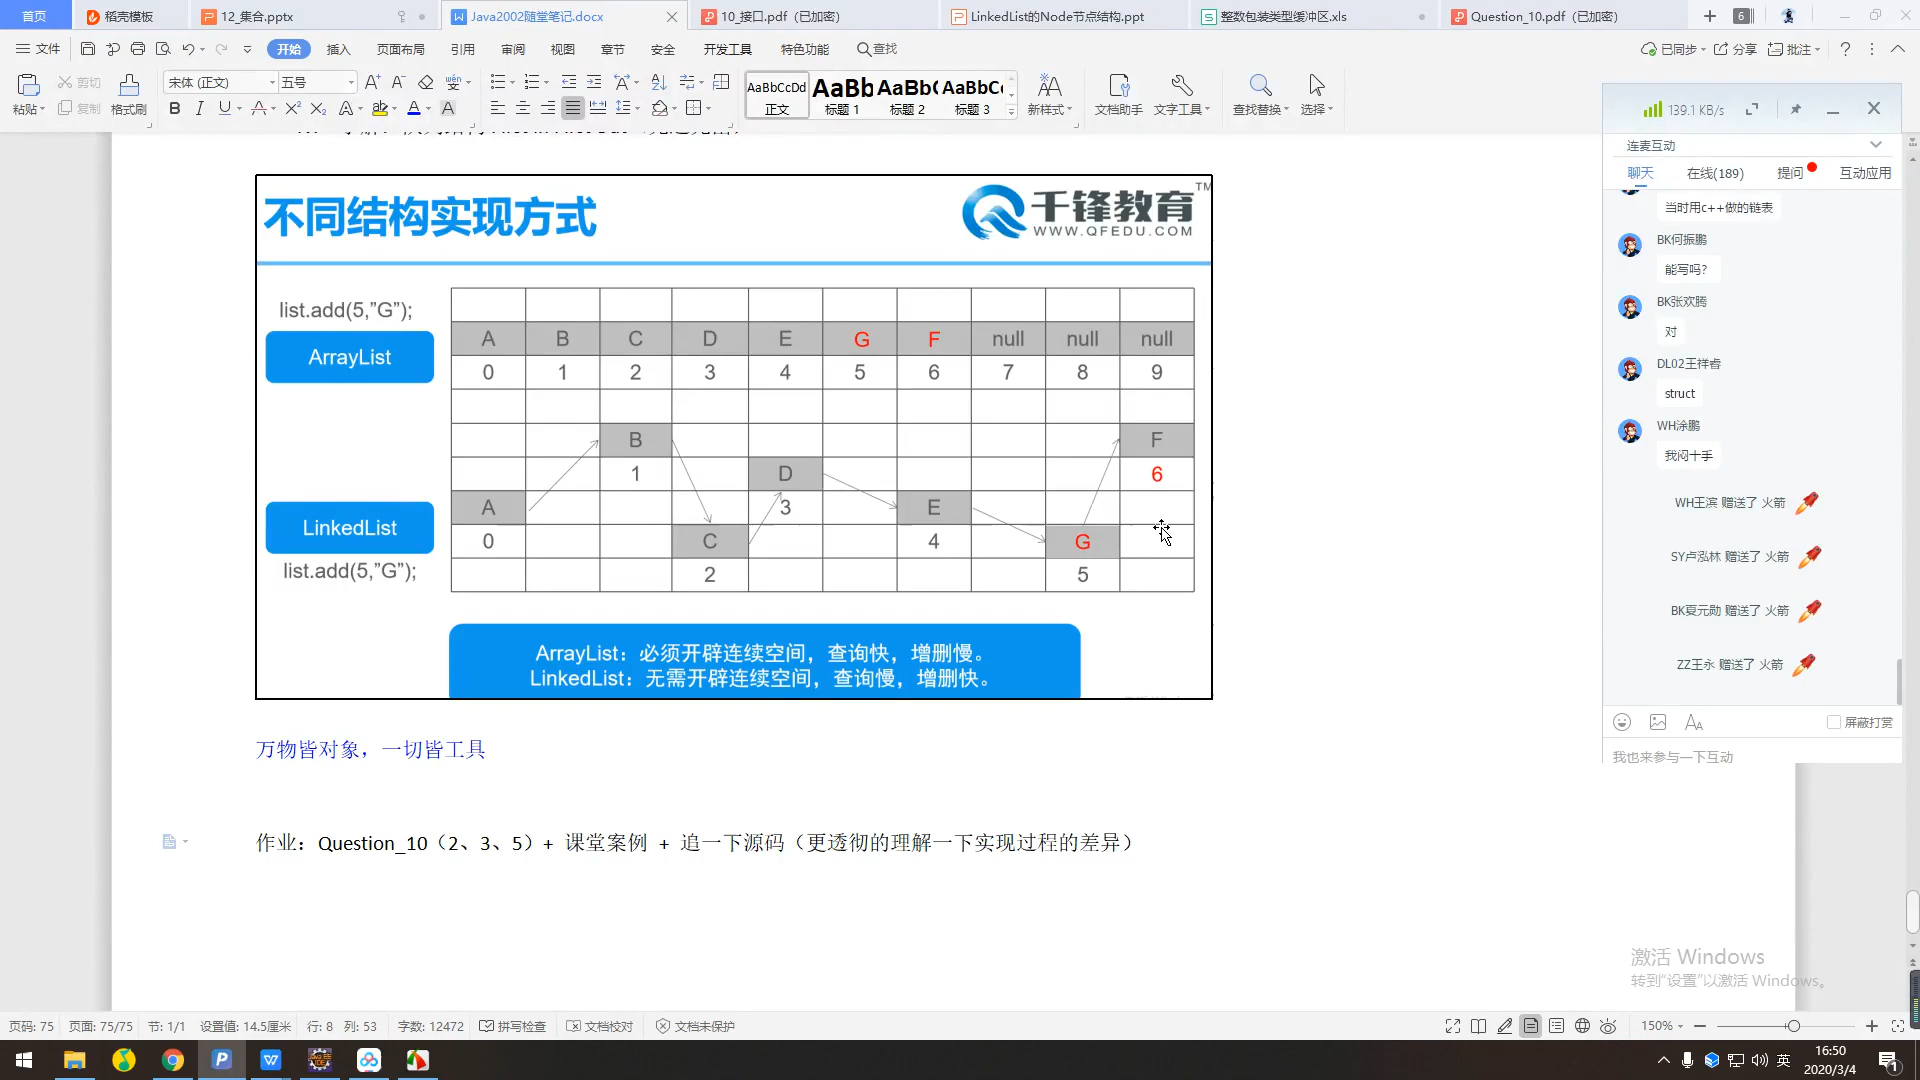 首页 稻壳模板 12_集合.pptx Java2002随堂笔记.docx 10_接口.pdf（已加密） LinkedList的Node节点结构.ppt 整数包装类型缓冲区.xls Question_10.pdf（已加密） 6
文件 开始 插入 页面布局 引用 审阅 视图 章节 安全 开发工具 特色功能 查找 已同步 分享 批注
粘贴 剪切 复制 格式刷 宋体 (正文) 五号 AaBbCcDd 正文 AaBb 标题 1 AaBb( 标题 2 AaBbC 标题 3 新样式 文档助手 文字工具 查找替换 选择
不同结构实现方式
千锋教育 TM
WWW.QFEDU.COM
list.add(5,”G”);
ArrayList
A B C D E G F null null null
0 1 2 3 4 5 6 7 8 9
B F
1 D 6
A 3 E
LinkedList
0 C 4 G
list.add(5,”G”);
2 5
ArrayList：必须开辟连续空间，查询快，增删慢。
LinkedList：无需开辟连续空间，查询慢，增删快。
万物皆对象，一切皆工具
作业：Question_10（2、3、5）+ 课堂案例 + 追一下源码（更透彻的理解一下实现过程的差异）
139.1 KB/s
连麦互动
聊天 在线(189) 提问 互动应用
当时用c++做的链表
BK何振鹏
能写吗?
BK张欢腾
对
DL02王祥睿
struct
WH涂鹏
我闷十手
WH王滨 赠送了 火箭
SY卢泓林 赠送了 火箭
BK夏元勋 赠送了 火箭
ZZ王永 赠送了 火箭
屏蔽打赏
我也来参与一下互动
激活 Windows
转到“设置”以激活 Windows。
页码: 75 页面: 75/75 节: 1/1 设置值: 14.5厘米 行: 8 列: 53 字数: 12472 拼写检查 文档校对 文档未保护 150%
英 16:50
2020/3/4